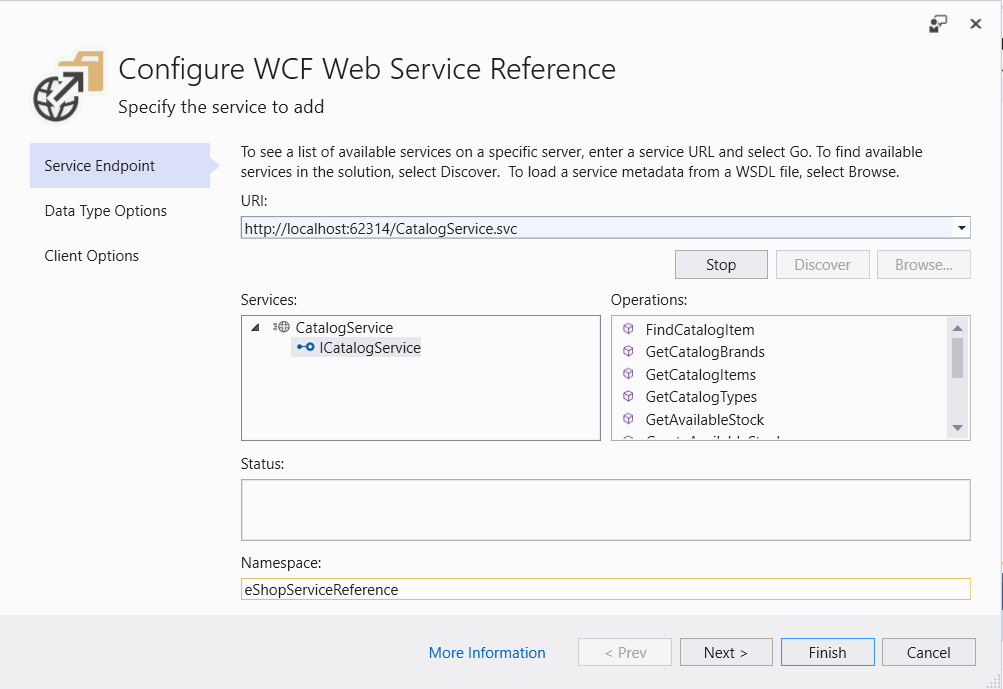 Configure WCF Web Service Reference
Specify the service to add
Service Endpoint
Data Type Options
Client Options
To see a list of available services on a specific server, enter a service URL and select Go. To find available
services in the solution, select Discover.  To load a service metadata from a WSDL file, select Browse.
URI:
http://localhost:62314/CatalogService.svc
Stop
Discover
Browse...
Services:
CatalogService
ICatalogService
Operations:
FindCatalogItem
GetCatalogBrands
GetCatalogItems
GetCatalogTypes
GetAvailableStock
Status:
Namespace:
eShopServiceReference
More Information
< Prev
Next >
Finish
Cancel